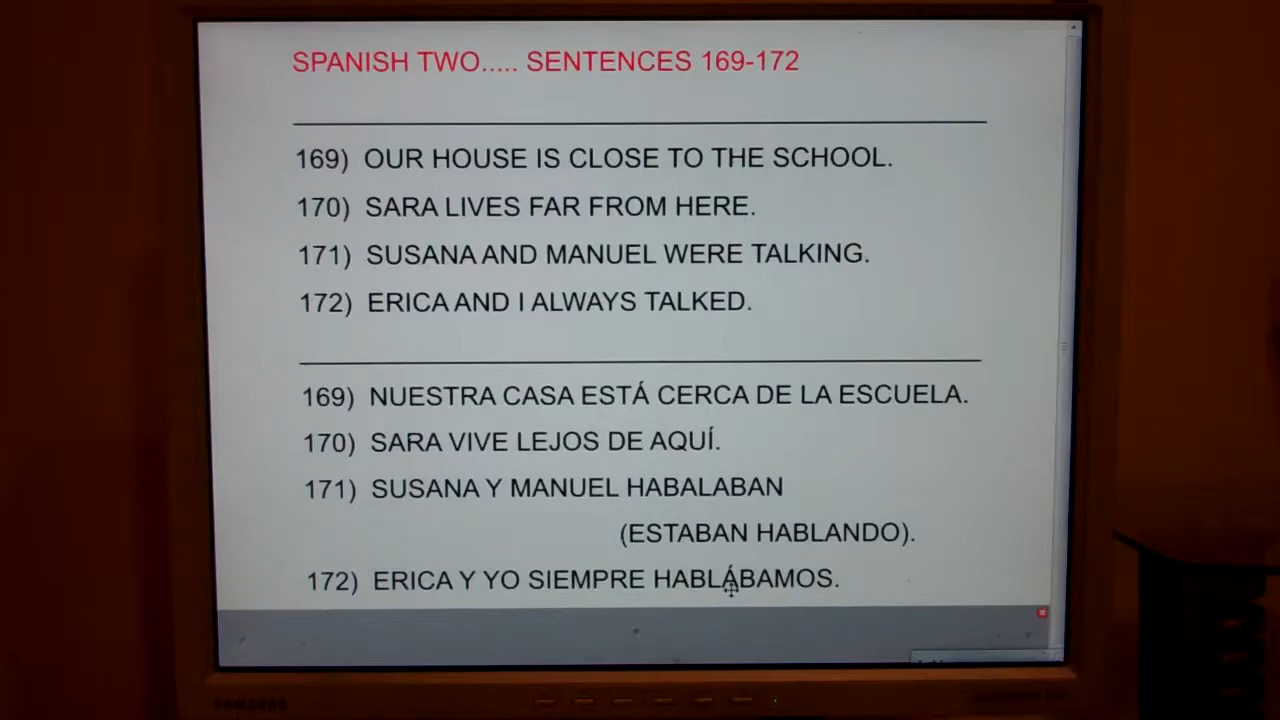 SPANISH TWO..... SENTENCES 169-172
169) OUR HOUSE IS CLOSE TO THE SCHOOL.
170) SARA LIVES FAR FROM HERE.
171) SUSANA AND MANUEL WERE TALKING.
172) ERICA AND I ALWAYS TALKED.
169) NUESTRA CASA ESTÁ CERCA DE LA ESCUELA.
170) SARA VIVE LEJOS DE AQUÍ.
171) SUSANA Y MANUEL HABALABAN
(ESTABAN HABLANDO).
172) ERICA Y YO SIEMPRE HABLÁBAMOS.
SAMSUNG